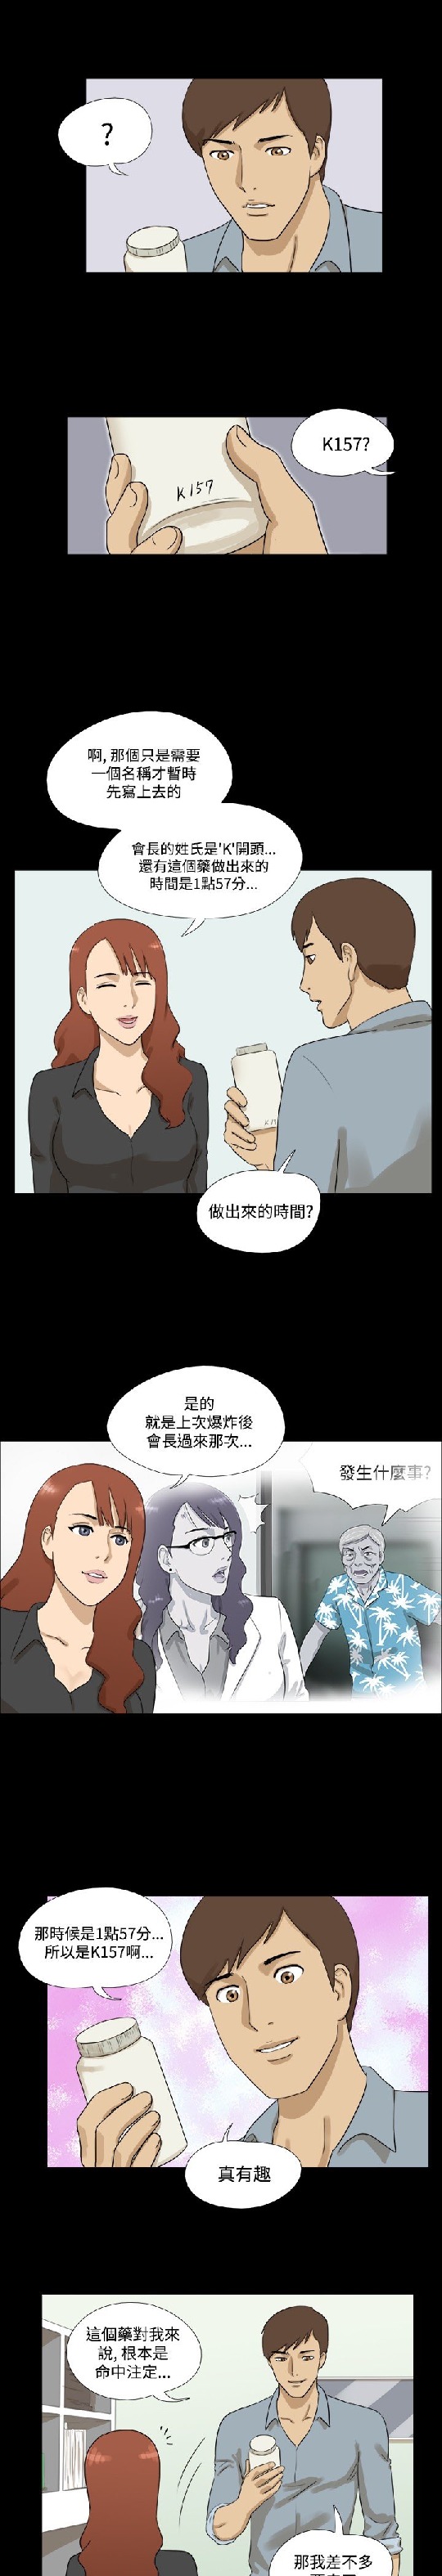 ?
K157?
K157
啊, 那個只是需要
一個名稱才暫時
先寫上去的
會長的姓氏是'K'開頭...
還有這個藥做出來的
時間是1點57分...
做出來的時間?
是的
就是上次爆炸後
會長過來那次...
發生什麼事?
那時候是1點57分...
所以是K157啊...
真有趣
這個藥對我來
說, 根本是
命中注定...
那我差不多